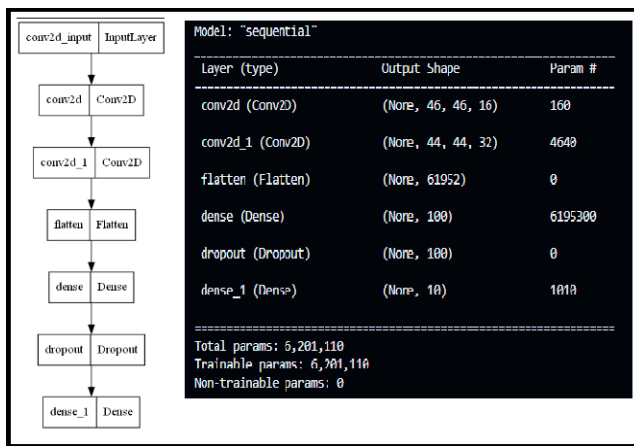 conv2d_input InputLayer
conv2d Conv2D
conv2d_1 Conv2D
flatten Flatten
dense Dense
dropout Dropout
dense_1 Dense
Model: "sequential"
Layer (type) Output Shape Param #
conv2d (Conv2D) (None, 46, 46, 16) 160
conv2d_1 (Conv2D) (None, 44, 44, 32) 4640
flatten (Flatten) (None, 61952) 0
dense (Dense) (None, 100) 6195300
dropout (Dropout) (None, 100) 0
dense_1 (Dense) (None, 10) 1010
Total params: 6,201,110
Trainable params: 6,201,110
Non-trainable params: 0